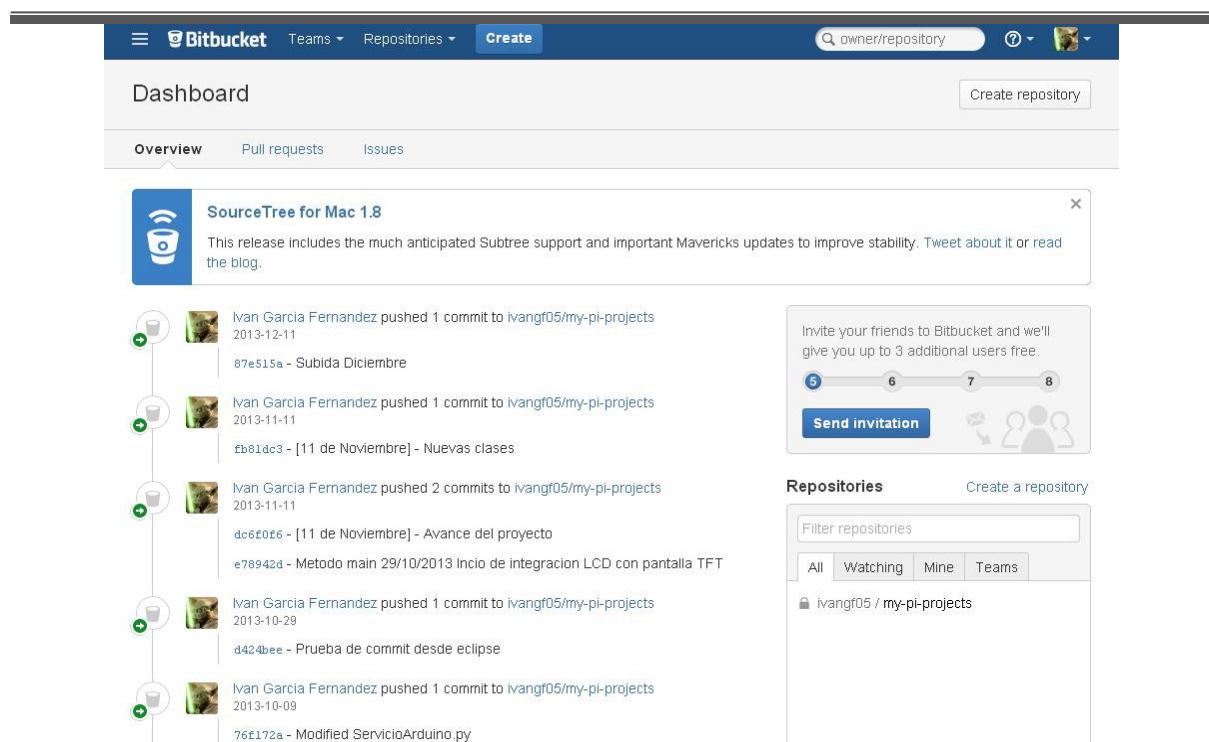 Bitbucket Teams Repositories Create owner/repository
Dashboard Create repository
Overview Pull requests Issues
SourceTree for Mac 1.8
This release includes the much anticipated Subtree support and important Mavericks updates to improve stability. Tweet about it or read
the blog.
Ivan Garcia Fernandez pushed 1 commit to ivangf05/my-pi-projects
2013-12-11
87e515a - Subida Diciembre
Ivan Garcia Fernandez pushed 1 commit to ivangf05/my-pi-projects
2013-11-11
fb81dc3 - [11 de Noviembre] - Nuevas clases
Ivan Garcia Fernandez pushed 2 commits to ivangf05/my-pi-projects
2013-11-11
dc6f0f6 - [11 de Noviembre] - Avance del proyecto
e78942d - Metodo main 29/10/2013 Incio de integracion LCD con pantalla TFT
Ivan Garcia Fernandez pushed 1 commit to ivangf05/my-pi-projects
2013-10-29
d424bee - Prueba de commit desde eclipse
Ivan Garcia Fernandez pushed 1 commit to ivangf05/my-pi-projects
2013-10-09
76f172a - Modified ServicioArduino.py
Invite your friends to Bitbucket and we'll
give you up to 3 additional users free.
5 6 7 8
Send invitation
Repositories Create a repository
Filter repositories
All Watching Mine Teams
ivangf05 / my-pi-projects